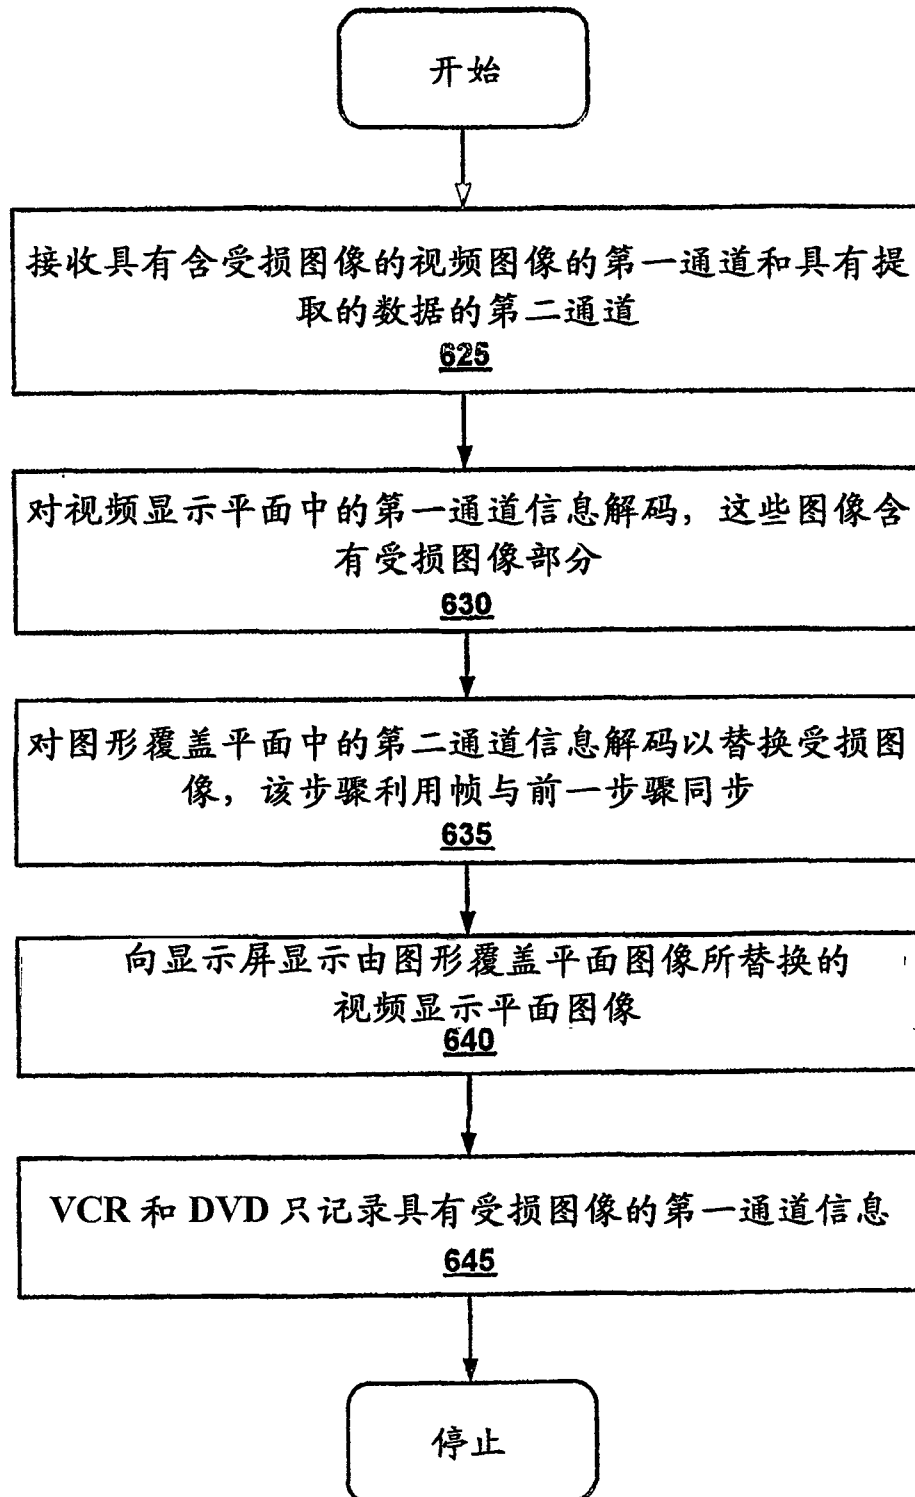 开始
接收具有含受损图像的视频图像的第一通道和具有提
取的数据的第二通道
625
对视频显示平面中的第一通道信息解码，这些图像含
有受损图像部分
630
对图形覆盖平面中的第二通道信息解码以替换受损图
像，该步骤利用帧与前一步骤同步
635
向显示屏显示由图形覆盖平面图像所替换的
视频显示平面图像
640
VCR 和 DVD 只记录具有受损图像的第一通道信息
645
停止